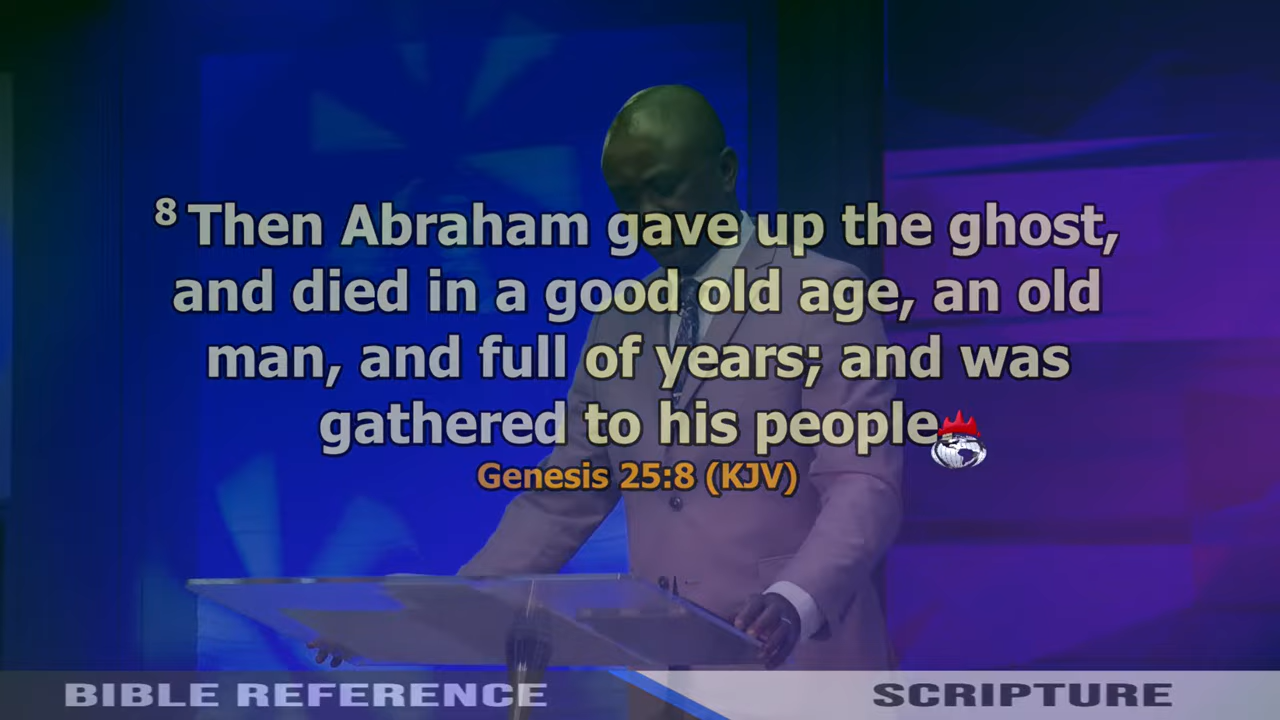 8 Then Abraham gave up the ghost,
and died in a good old age, an old
man, and full of years; and was
gathered to his people
Genesis 25:8 (KJV)
BIBLE REFERENCE SCRIPTURE